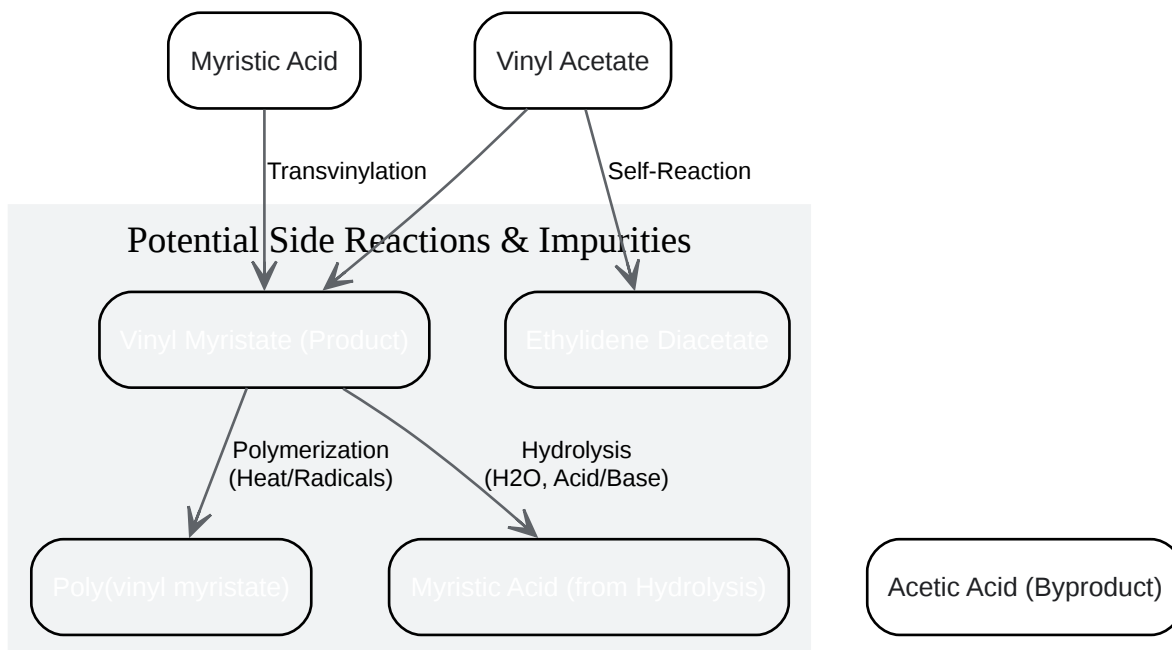 Myristic Acid
Vinyl Acetate
Transvinylation
Self-Reaction
Potential Side Reactions & Impurities
Vinyl Myristate (Product)
Ethylidene Diacetate
Polymerization
(Heat/Radicals)
Hydrolysis
(H2O, Acid/Base)
Poly(vinyl myristate)
Myristic Acid (from Hydrolysis)
Acetic Acid (Byproduct)